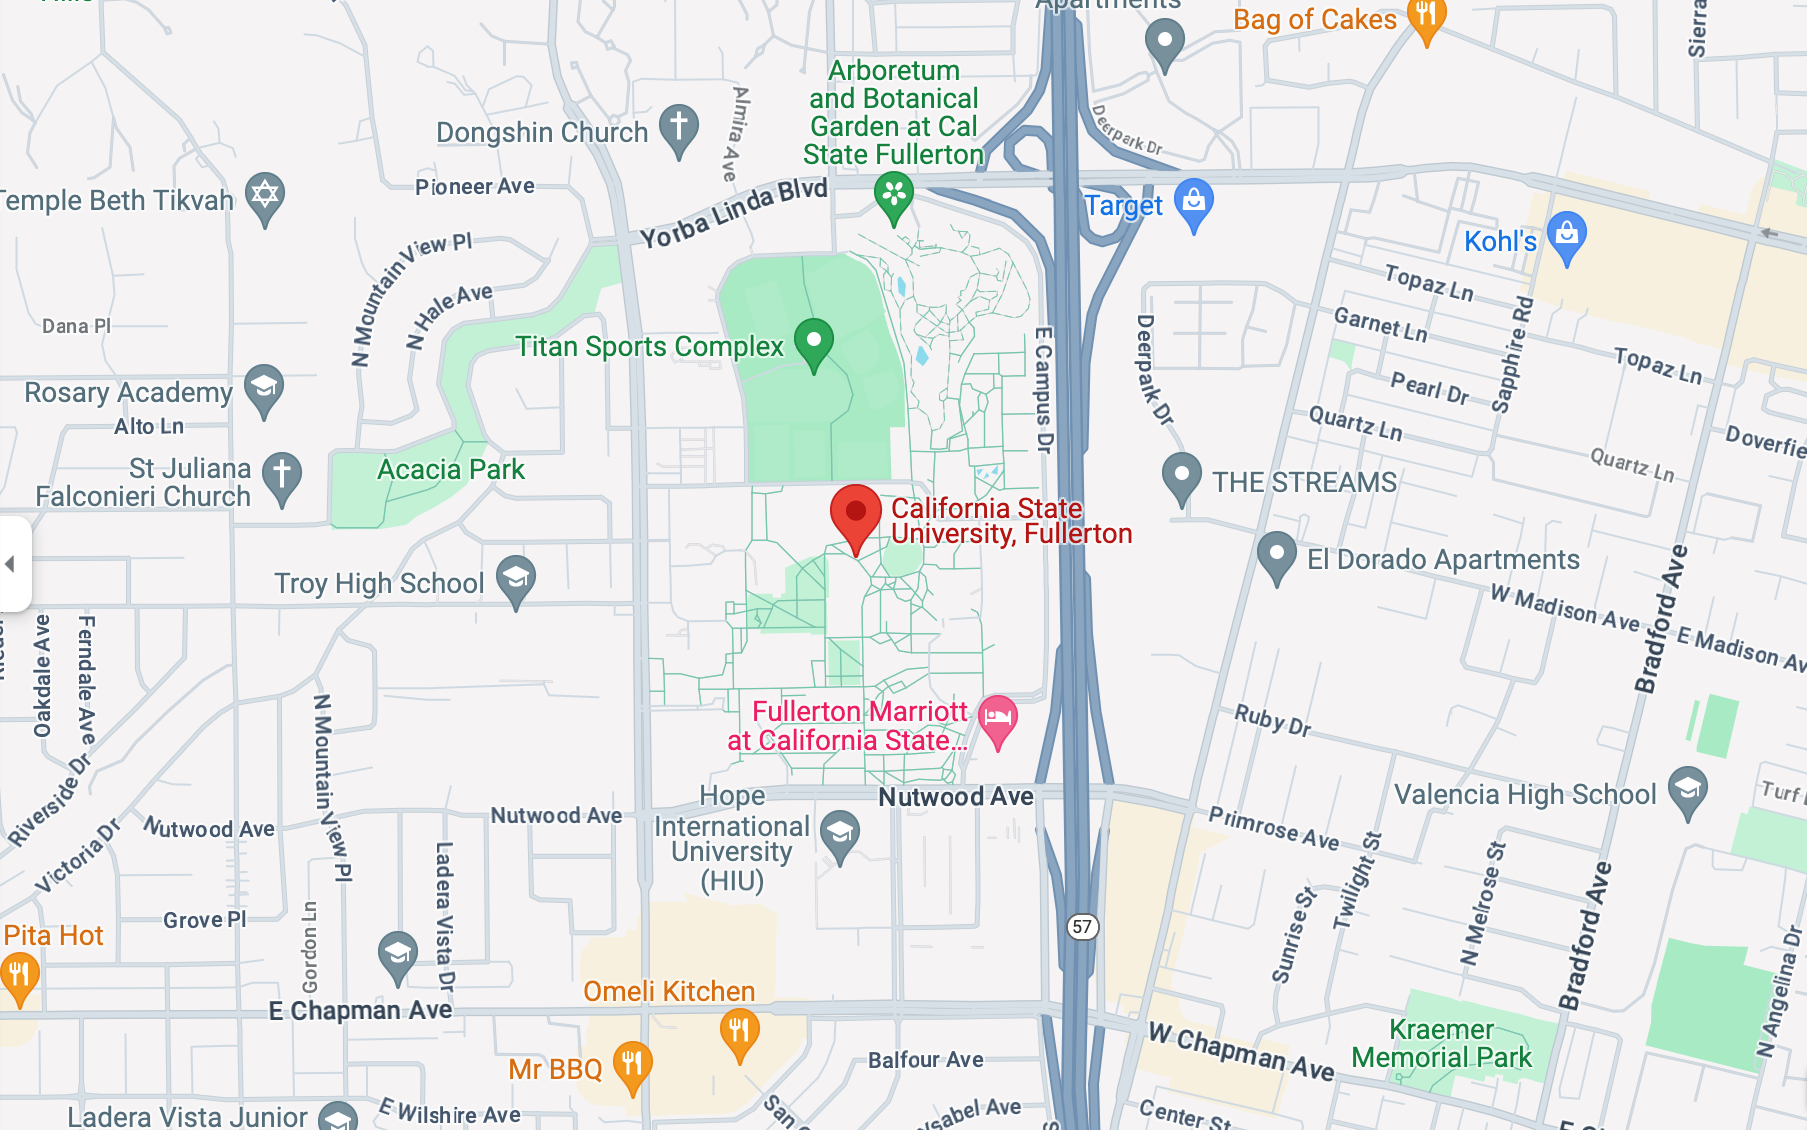 Apartments
Bag of Cakes
Sierra
Arboretum
and Botanical
Garden at Cal
State Fullerton
Almira Ave
Dongshin Church
Deerpark Dr
Pioneer Ave
Temple Beth Tikvah
Yorba Linda Blvd
Target
Kohl's
N Mountain View Pl
N Hale Ave
Topaz Ln
Garnet Ln
Sapphire Rd
Topaz Ln
Dana Pl
Titan Sports Complex
E Campus Dr
Deerpark Dr
Pearl Dr
Quartz Ln
Rosary Academy
Alto Ln
Doverfie
Quartz Ln
St Juliana
Falconieri Church
Acacia Park
THE STREAMS
California State
University, Fullerton
El Dorado Apartments
Troy High School
W Madison Ave
E Madison Av
Bradford Ave
Oakdale Ave
Ferndale Ave
N Mountain View Pl
Fullerton Marriott
at California State...
Ruby Dr
Riverside Dr
Valencia High School
Turf
Nutwood Ave
Hope
International
University
(HIU)
Nutwood Ave
Nutwood Ave
Primrose Ave
Victoria Dr
Ladera Vista Dr
Twilight St
N Melrose St
Sunrise St
Bradford Ave
Grove Pl
Gordon Ln
57
Pita Hot
N Angelina Dr
Omeli Kitchen
E Chapman Ave
W Chapman Ave
Kraemer
Memorial Park
Mr BBQ
Balfour Ave
Ladera Vista Junior
E Wilshire Ave
San
Ysabel Ave
Center St